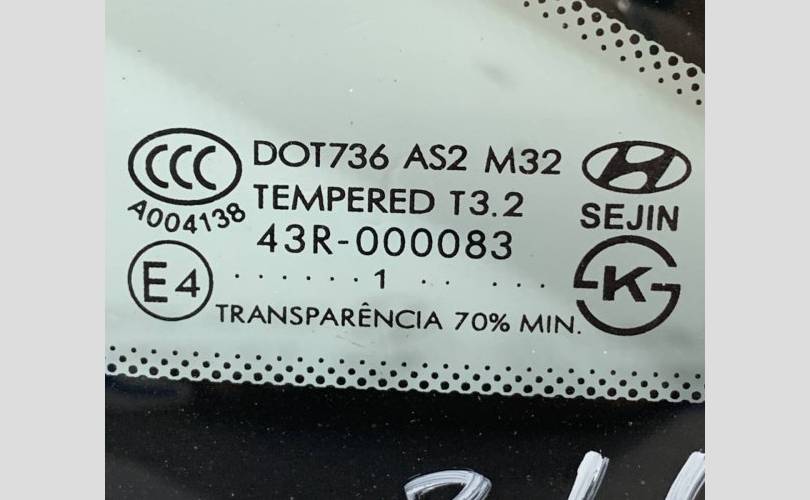 CCC DOT736 AS2 M32
A004138 TEMPERED T3.2 SEJIN
43R-000083
E4 . . . . . . 1 . . . . . K
TRANSPARÊNCIA 70% MIN.